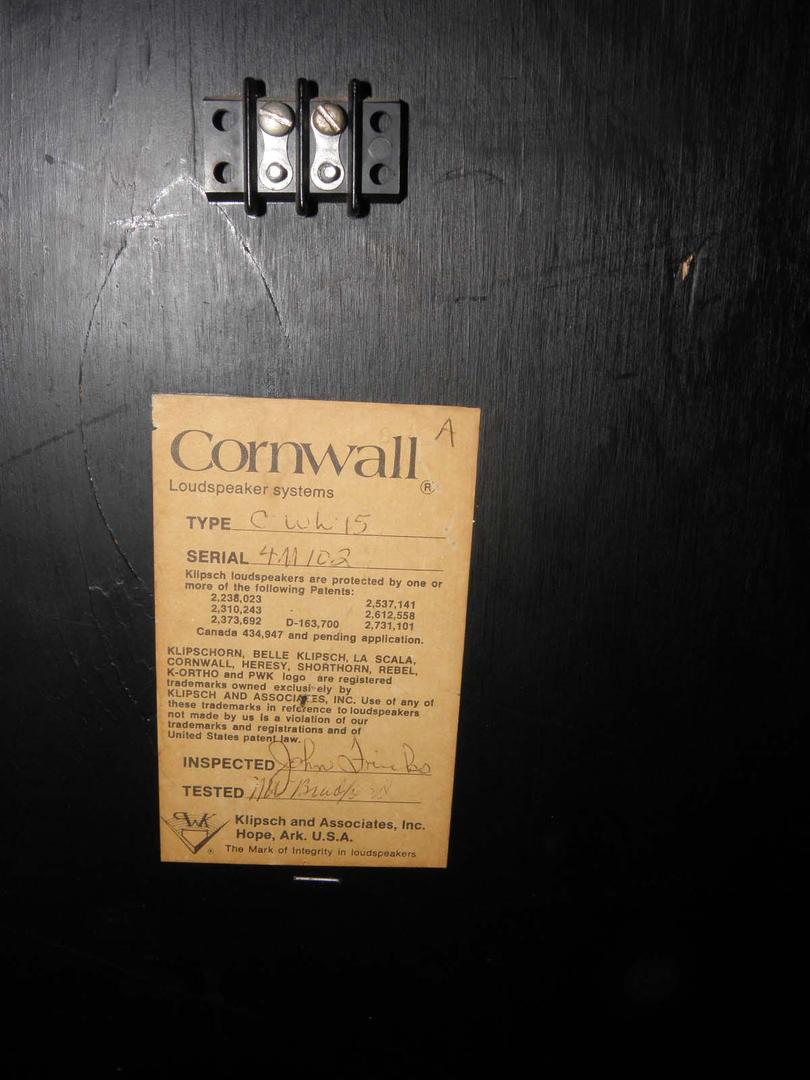 A
Cornwall
®
Loudspeaker systems
TYPE C-WL 15
SERIAL 4M102
Klipsch loudspeakers are protected by one or
more of the following Patents:
2,238,023 2,537,141
2,310,243 2,612,558
2,373,692 D-163,700 2,731,101
Canada 434,947 and pending application.
KLIPSCHORN, BELLE KLIPSCH, LA SCALA,
CORNWALL, HERESY, SHORTHORN, REBEL,
K-ORTHO and PWK logo are registered
trademarks owned exclusively by
KLIPSCH AND ASSOCIATES, INC. Use of any of
these trademarks in reference to loudspeakers
not made by us is a violation of our
trademarks and registrations and of
United States patent law.
INSPECTED John
TESTED
PWK
®
Klipsch and Associates, Inc.
Hope, Ark. U.S.A.
The Mark of Integrity in loudspeakers